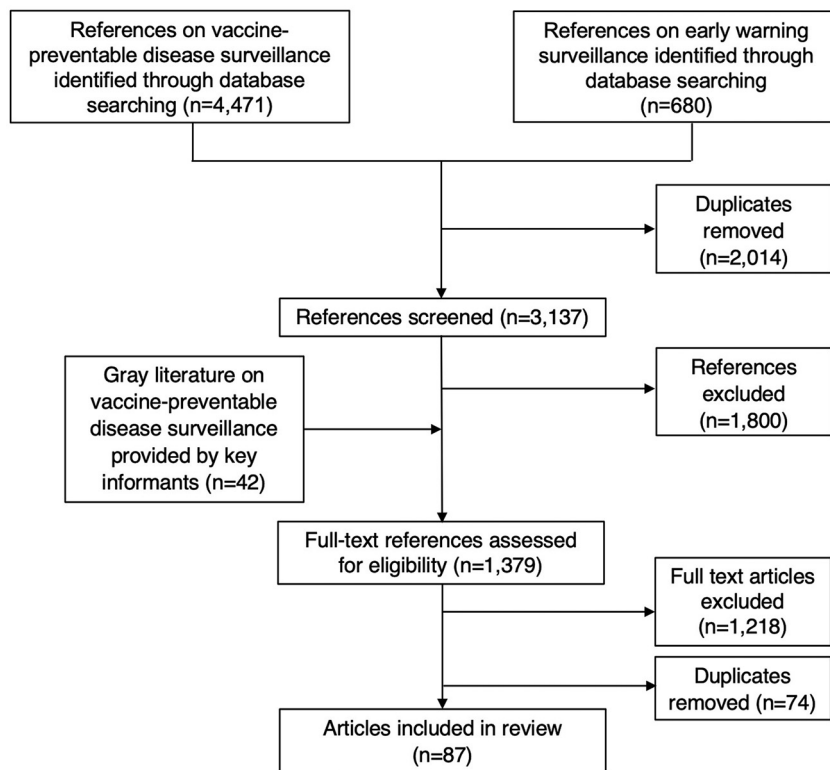 References on vaccine-
preventable disease surveillance
identified through database
searching (n=4,471)
References on early warning
surveillance identified through
database searching
(n=680)
Duplicates
removed
(n=2,014)
References screened (n=3,137)
References
excluded
(n=1,800)
Gray literature on
vaccine-preventable
disease surveillance
provided by key
informants (n=42)
Full-text references assessed
for eligibility (n=1,379)
Full text articles
excluded
(n=1,218)
Duplicates
removed (n=74)
Articles included in review
(n=87)